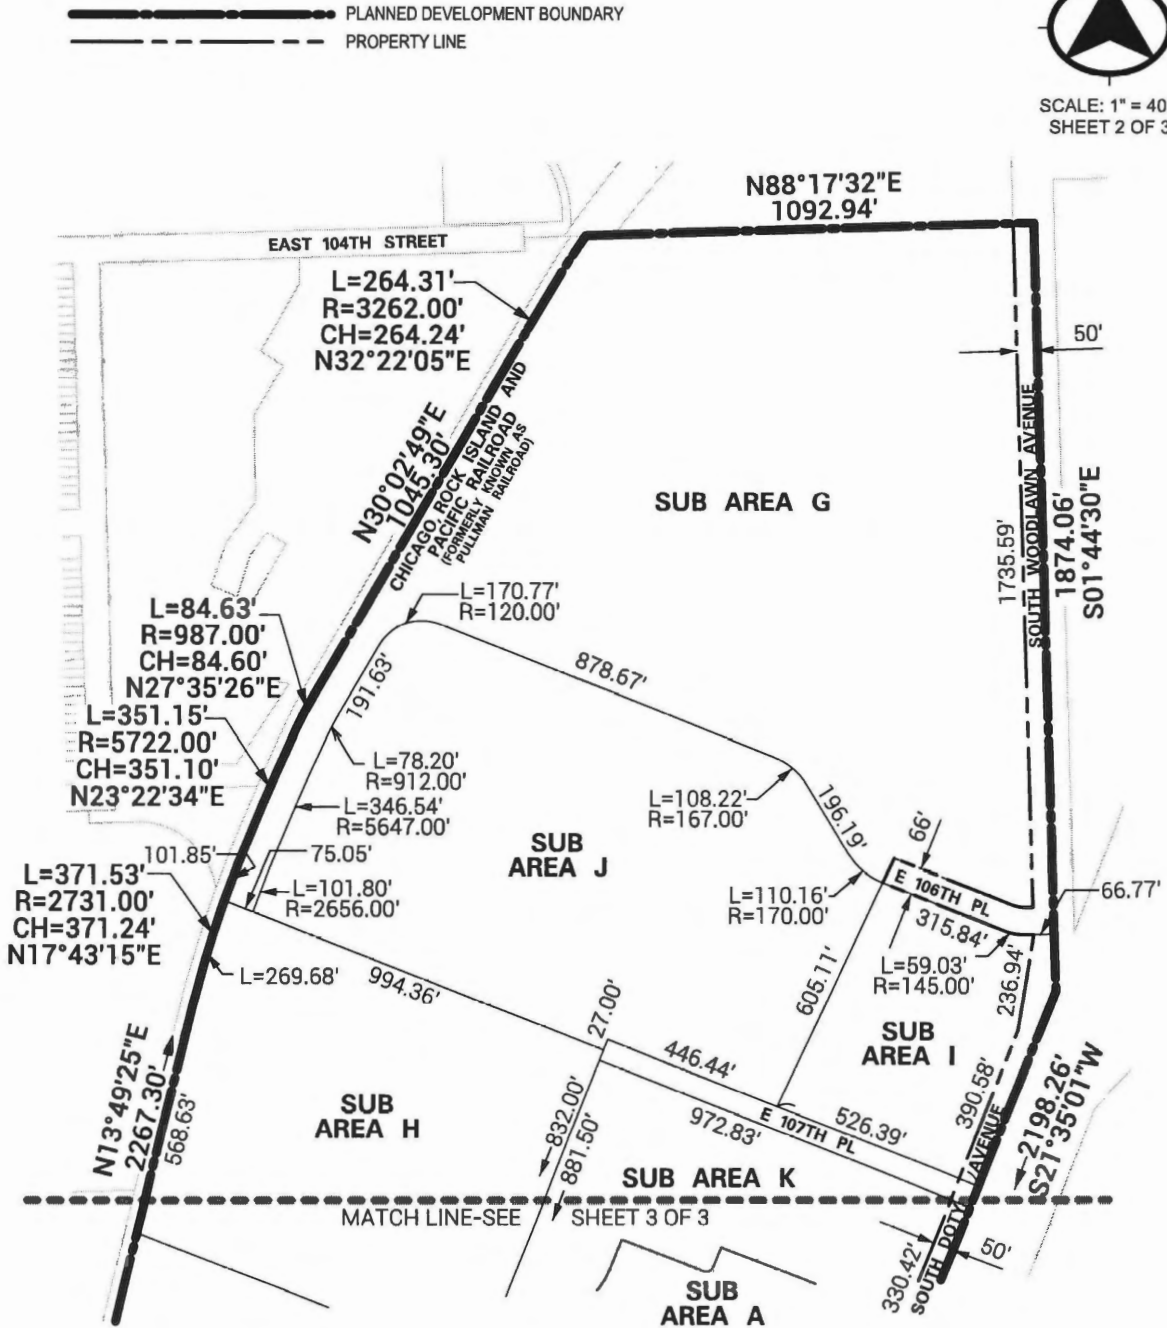 PLANNED DEVELOPMENT BOUNDARY
PROPERTY LINE
SCALE: 1" = 40
SHEET 2 OF 3
N88°17'32"E
1092.94'
EAST 104TH STREET
L=264.31'
R=3262.00'
CH=264.24'
N32°22'05"E
50'
N30°02'49"E
1045.30'
CHICAGO, ROCK ISLAND AND
PACIFIC RAILROAD
(FORMERLY KNOWN AS
PULLMAN RAILROAD)
SUB AREA G
SOUTH WOODLAWN AVENUE
1735.59'
1874.06'
S01°44'30"E
L=170.77'
R=120.00'
L=84.63'
R=987.00'
CH=84.60'
N27°35'26"E
191.63'
878.67'
L=351.15'
R=5722.00'
CH=351.10'
N23°22'34"E
L=78.20'
R=912.00'
L=346.54'
R=5647.00'
L=108.22'
R=167.00'
196.19'
66'
SUB
AREA J
101.85'
75.05'
L=371.53'
R=2731.00'
CH=371.24'
N17°43'15"E
L=101.80'
R=2656.00'
L=110.16'
R=170.00'
E 106TH PL
66.77'
315.84'
L=59.03'
R=145.00'
236.94'
L=269.68'
994.36'
605.11'
27.00'
SUB
AREA I
N13°49'25"E
2267.30'
568.63'
446.44'
390.58'
2198.26'
S21°35'01"W
SUB
AREA H
832.00'
881.50'
E 107TH PL
526.39'
972.83'
SUB AREA K
MATCH LINE-SEE SHEET 3 OF 3
SOUTH DOTY AVENUE
330.42'
50'
SUB
AREA A